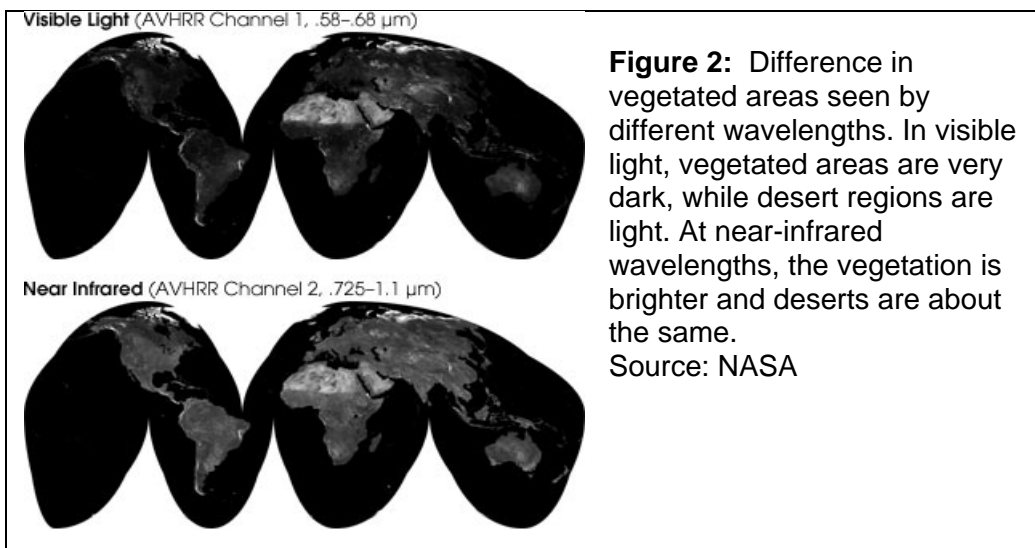 Visible Light (AVHRR Channel 1, .58–.68 µm)
Near Infrared (AVHRR Channel 2, .725–1.1 µm)
Figure 2:  Difference in
vegetated areas seen by
different wavelengths. In visible
light, vegetated areas are very
dark, while desert regions are
light. At near-infrared
wavelengths, the vegetation is
brighter and deserts are about
the same.
Source: NASA